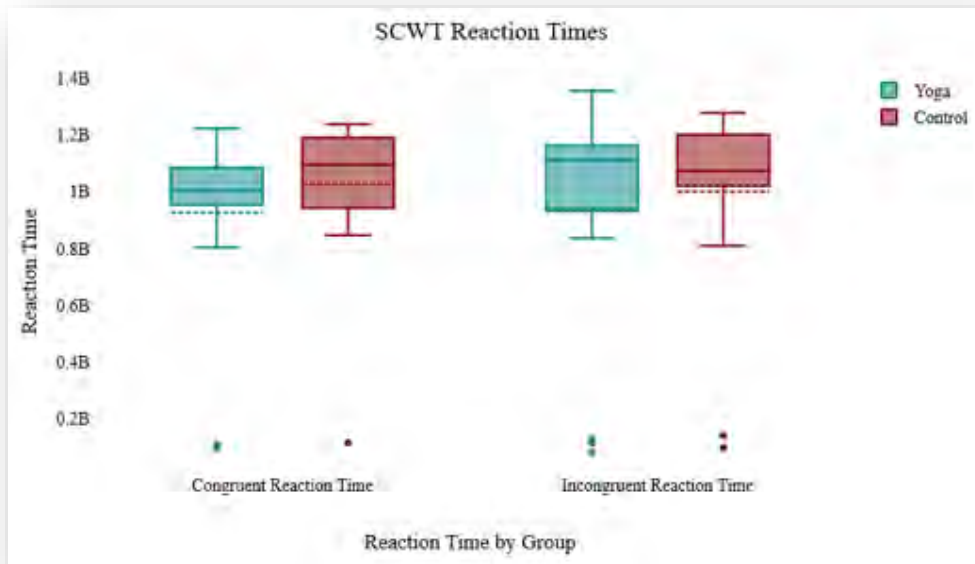 SCWT Reaction Times
1.4B
1.2B
1B
0.8B
0.6B
0.4B
0.2B
Reaction Time
Yoga
Control
Congruent Reaction Time
Incongruent Reaction Time
Reaction Time by Group